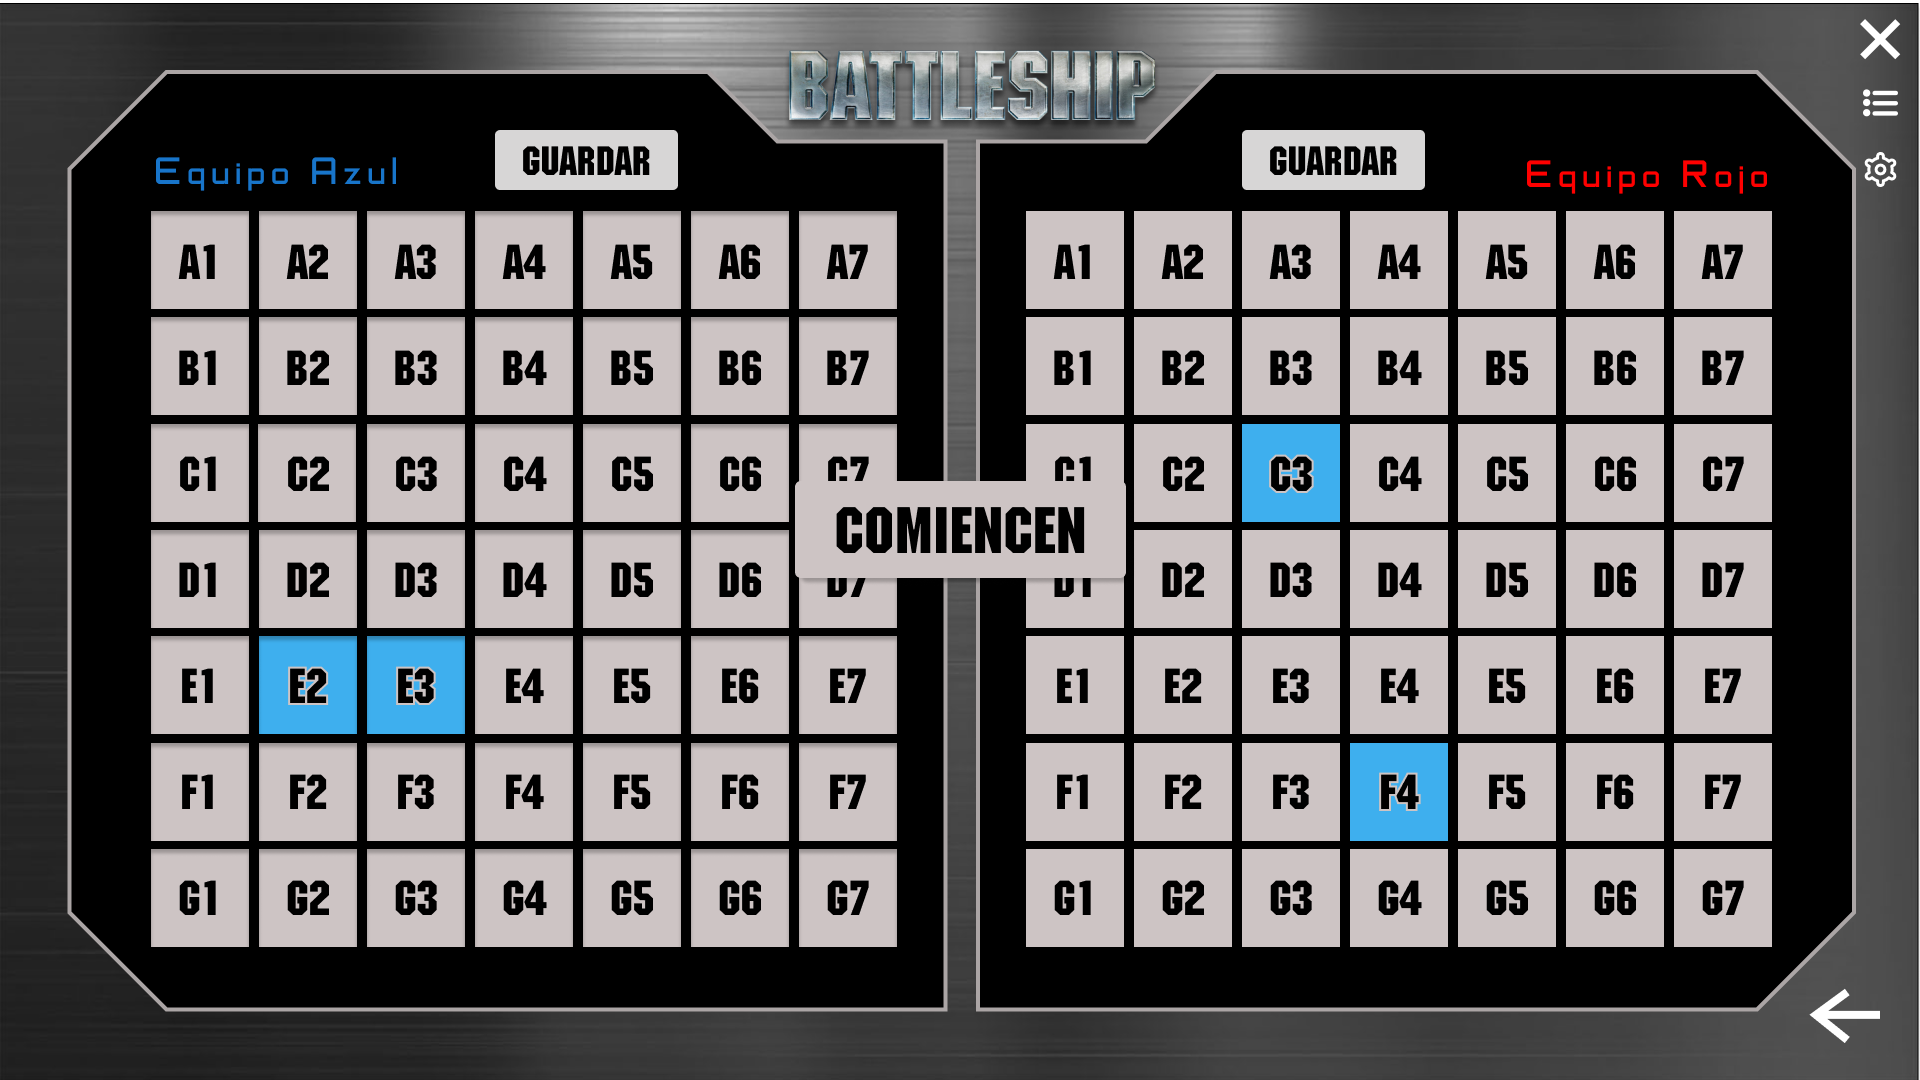 BATTLESHIP
Equipo Azul
GUARDAR
A1 A2 A3 A4 A5 A6 A7
B1 B2 B3 B4 B5 B6 B7
C1 C2 C3 C4 C5 C6 C7
D1 D2 D3 D4 D5 D6 D7
E1 E2 E3 E4 E5 E6 E7
F1 F2 F3 F4 F5 F6 F7
G1 G2 G3 G4 G5 G6 G7
COMIENCEN
GUARDAR
Equipo Rojo
A1 A2 A3 A4 A5 A6 A7
B1 B2 B3 B4 B5 B6 B7
C1 C2 C3 C4 C5 C6 C7
D1 D2 D3 D4 D5 D6 D7
E1 E2 E3 E4 E5 E6 E7
F1 F2 F3 F4 F5 F6 F7
G1 G2 G3 G4 G5 G6 G7